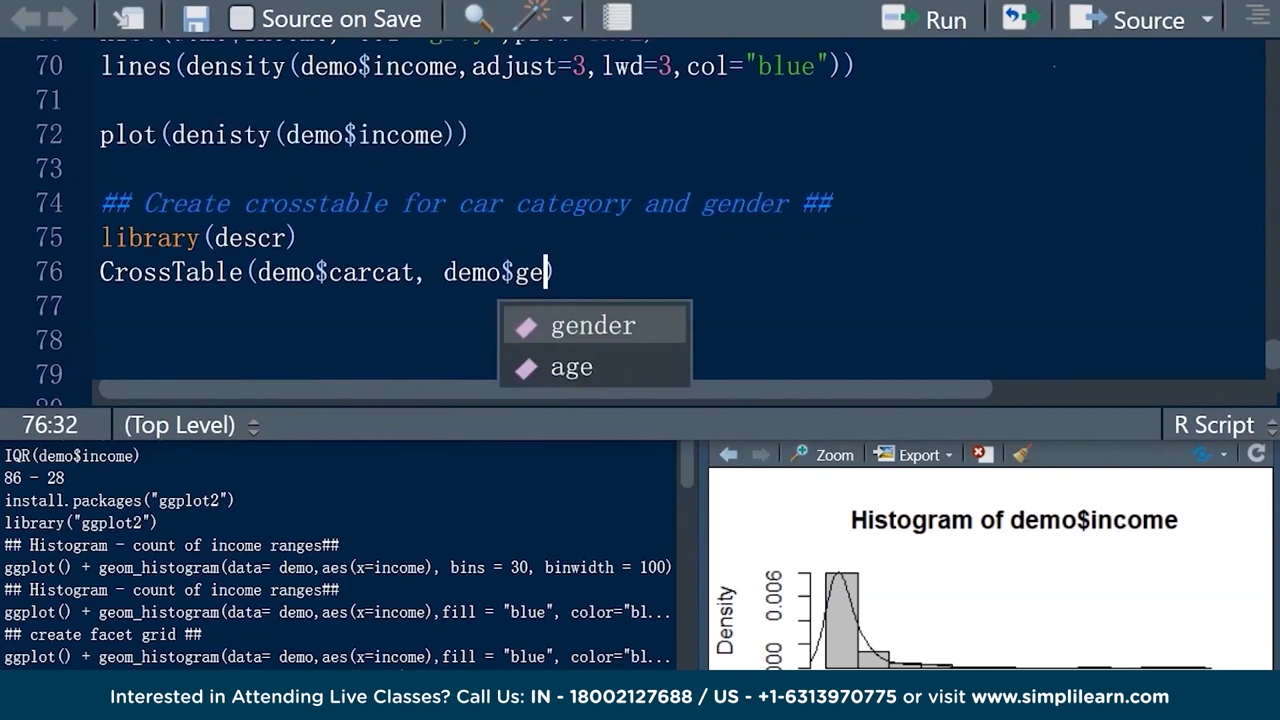 Source on Save
Run
Source
70 lines(density(demo$income,adjust=3,lwd=3,col="blue"))
71
72 plot(denisty(demo$income))
73
74 ## Create crosstable for car category and gender ##
75 library(descr)
76 CrossTable(demo$carcat, demo$ge)
77
gender
78
age
79
76:32
(Top Level)
R Script
IQR(demo$income)
86 - 28
install.packages("ggplot2")
library("ggplot2")
## Histogram - count of income ranges##
ggplot() + geom_histogram(data= demo,aes(x=income), bins = 30, binwidth = 100)
## Histogram - count of income ranges##
ggplot() + geom_histogram(data= demo,aes(x=income),fill = "blue", color="bl...
## create facet grid ##
ggplot() + geom_histogram(data= demo,aes(x=income),fill = "blue", color="bl...
Zoom
Export
Histogram of demo$income
Density
0.006
Interested in Attending Live Classes? Call Us: IN - 18002127688 / US - +1-6313970775 or visit www.simplilearn.com